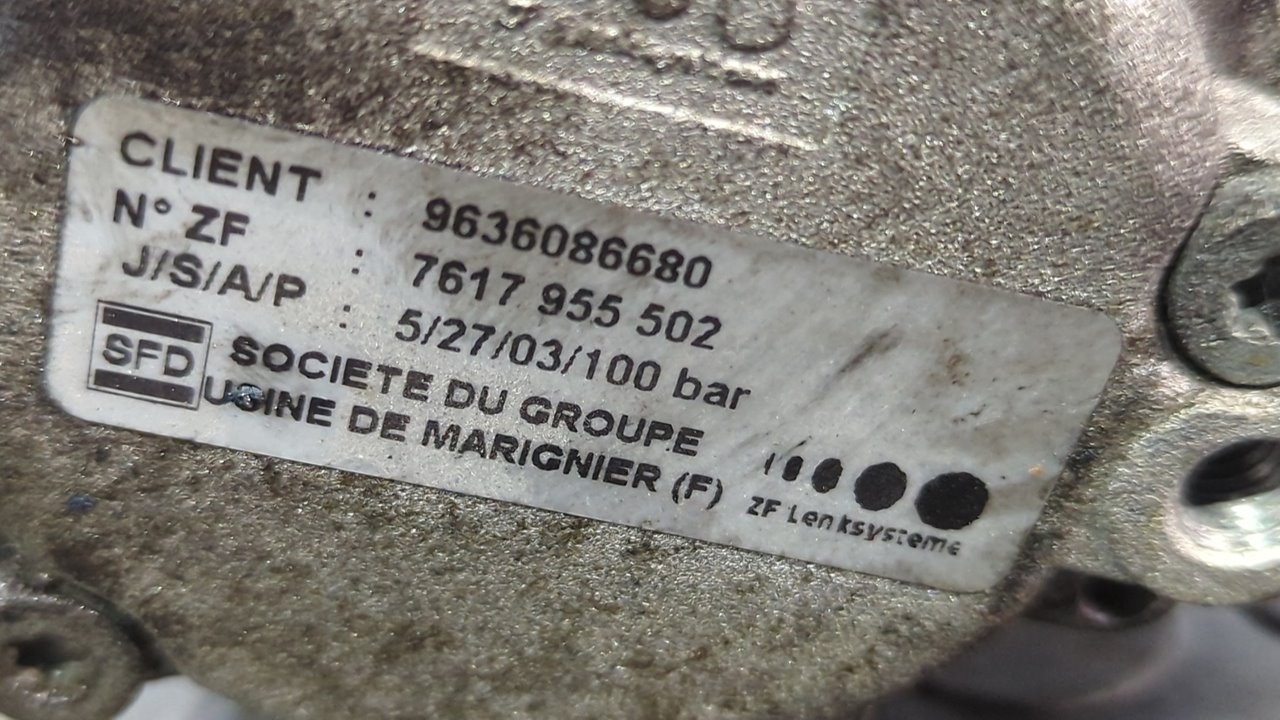 CLIENT : 9636086680
N° ZF : 7617 955 502
J/S/A/P : 5/27/03/100 bar
SFD SOCIETE DU GROUPE
USINE DE MARIGNIER (F)
ZF Lenksysteme